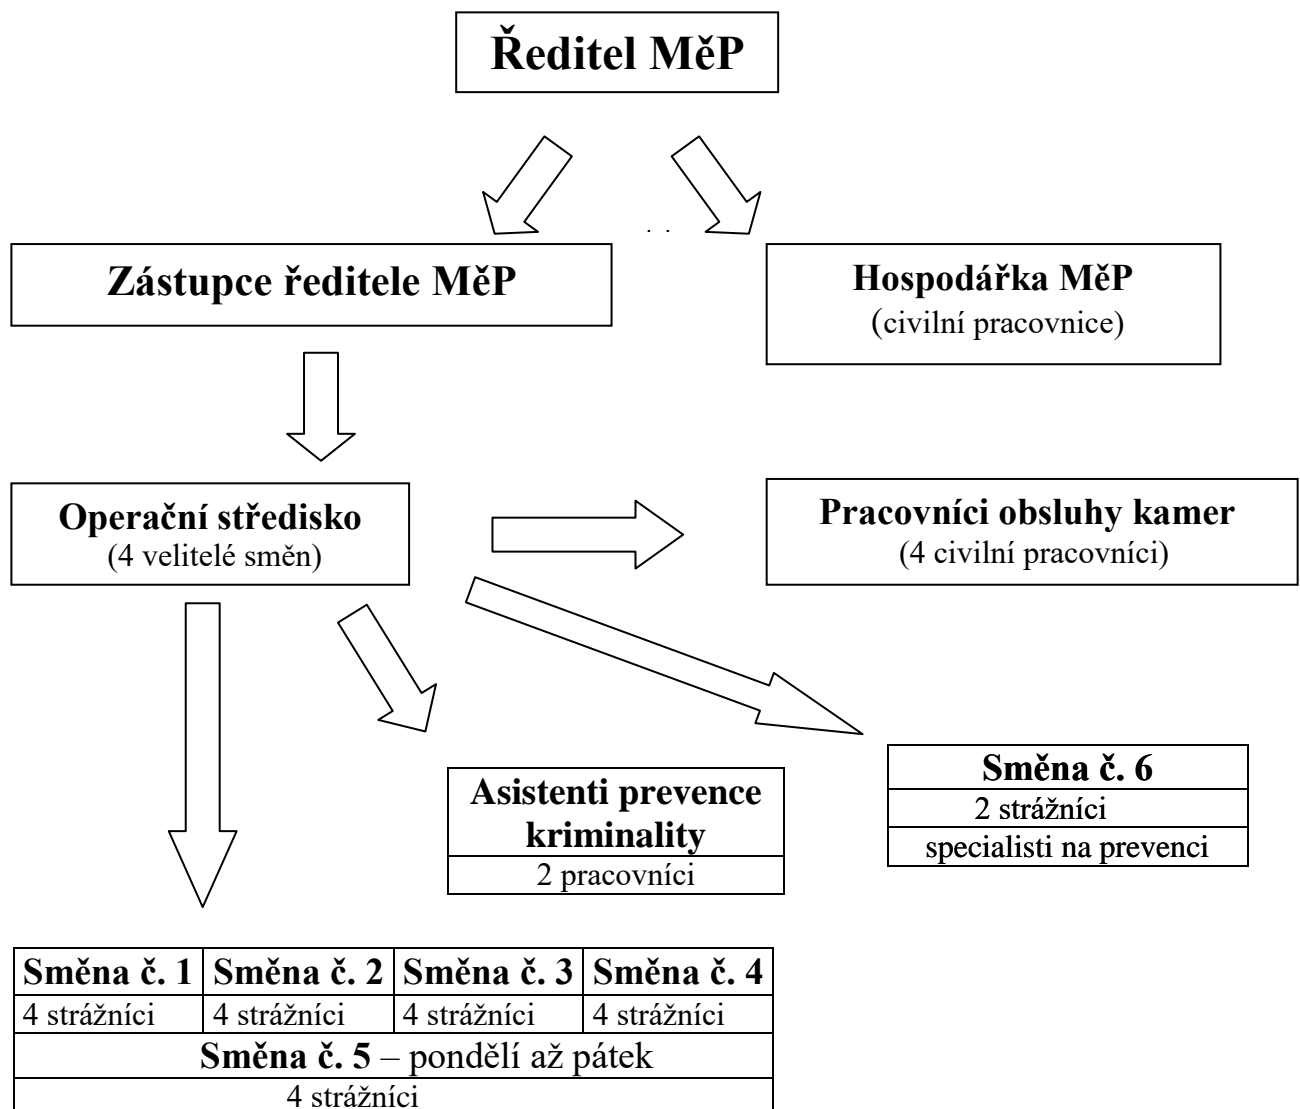 Ředitel MěP
Zástupce ředitele MěP
Hospodářka MěP
(civilní pracovnice)
Operační středisko
(4 velitelé směn)
Pracovníci obsluhy kamer
(4 civilní pracovníci)
Asistenti prevence
kriminality
2 pracovníci
Směna č. 6
2 strážníci
specialisti na prevenci
Směna č. 1 Směna č. 2 Směna č. 3 Směna č. 4
4 strážníci 4 strážníci 4 strážníci 4 strážníci
Směna č. 5 – pondělí až pátek
4 strážníci